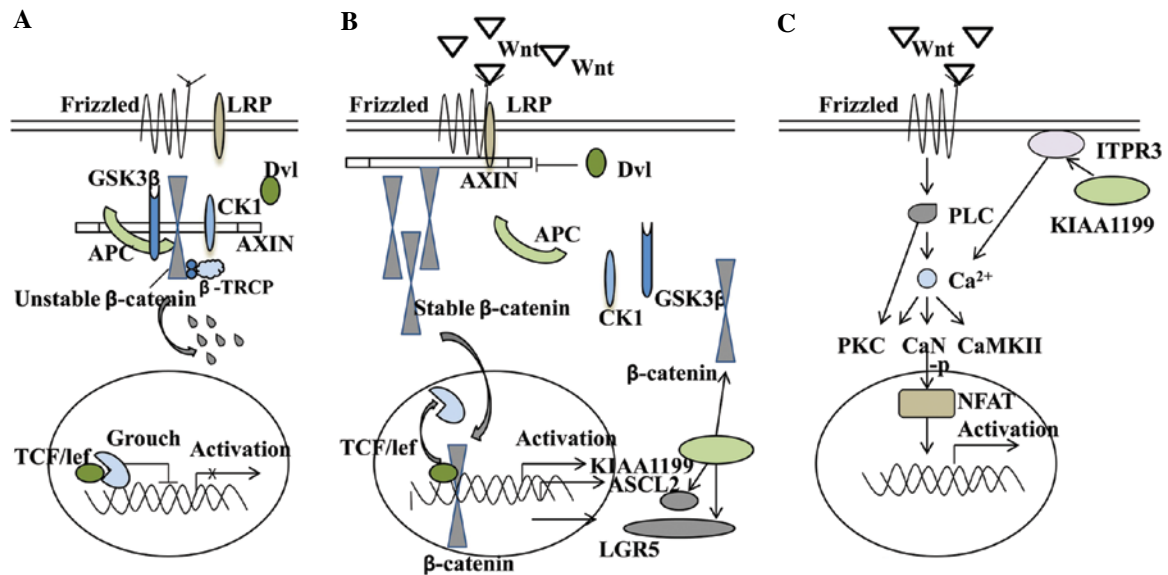 A
Frizzled
LRP
GSK3β
Dvl
CK1
APC
AXIN
β-TRCP
Unstable β-catenin
Grouch
TCF/lef
Activation
x
B
Wnt
Wnt
Frizzled
LRP
AXIN
Dvl
APC
GSK3β
CK1
Stable β-catenin
β-catenin
TCF/lef
Activation
KIAA1199
ASCL2
LGR5
β-catenin
C
Wnt
Frizzled
ITPR3
KIAA1199
PLC
Ca²⁺
PKC CaN CaMKII
-p
NFAT
Activation